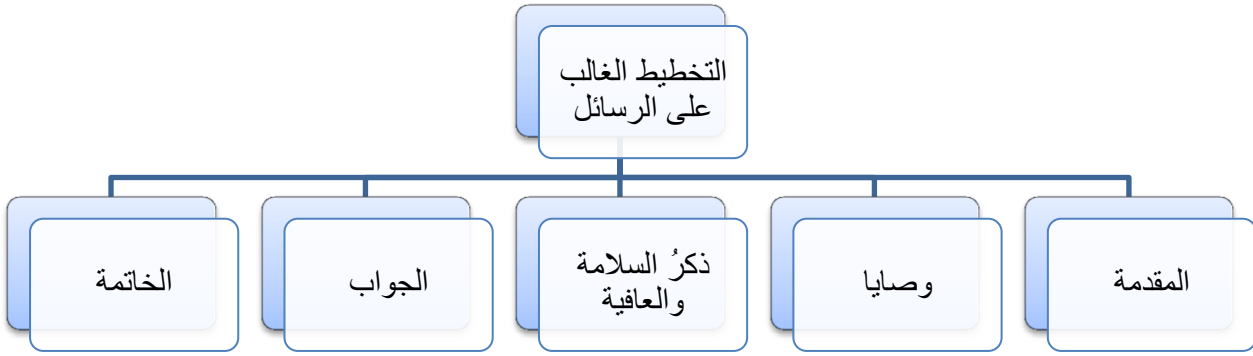 التخطيط الغالب
على الرسائل
المقدمة
وصايا
ذكرُ السلامة
والعافية
الجواب
الخاتمة